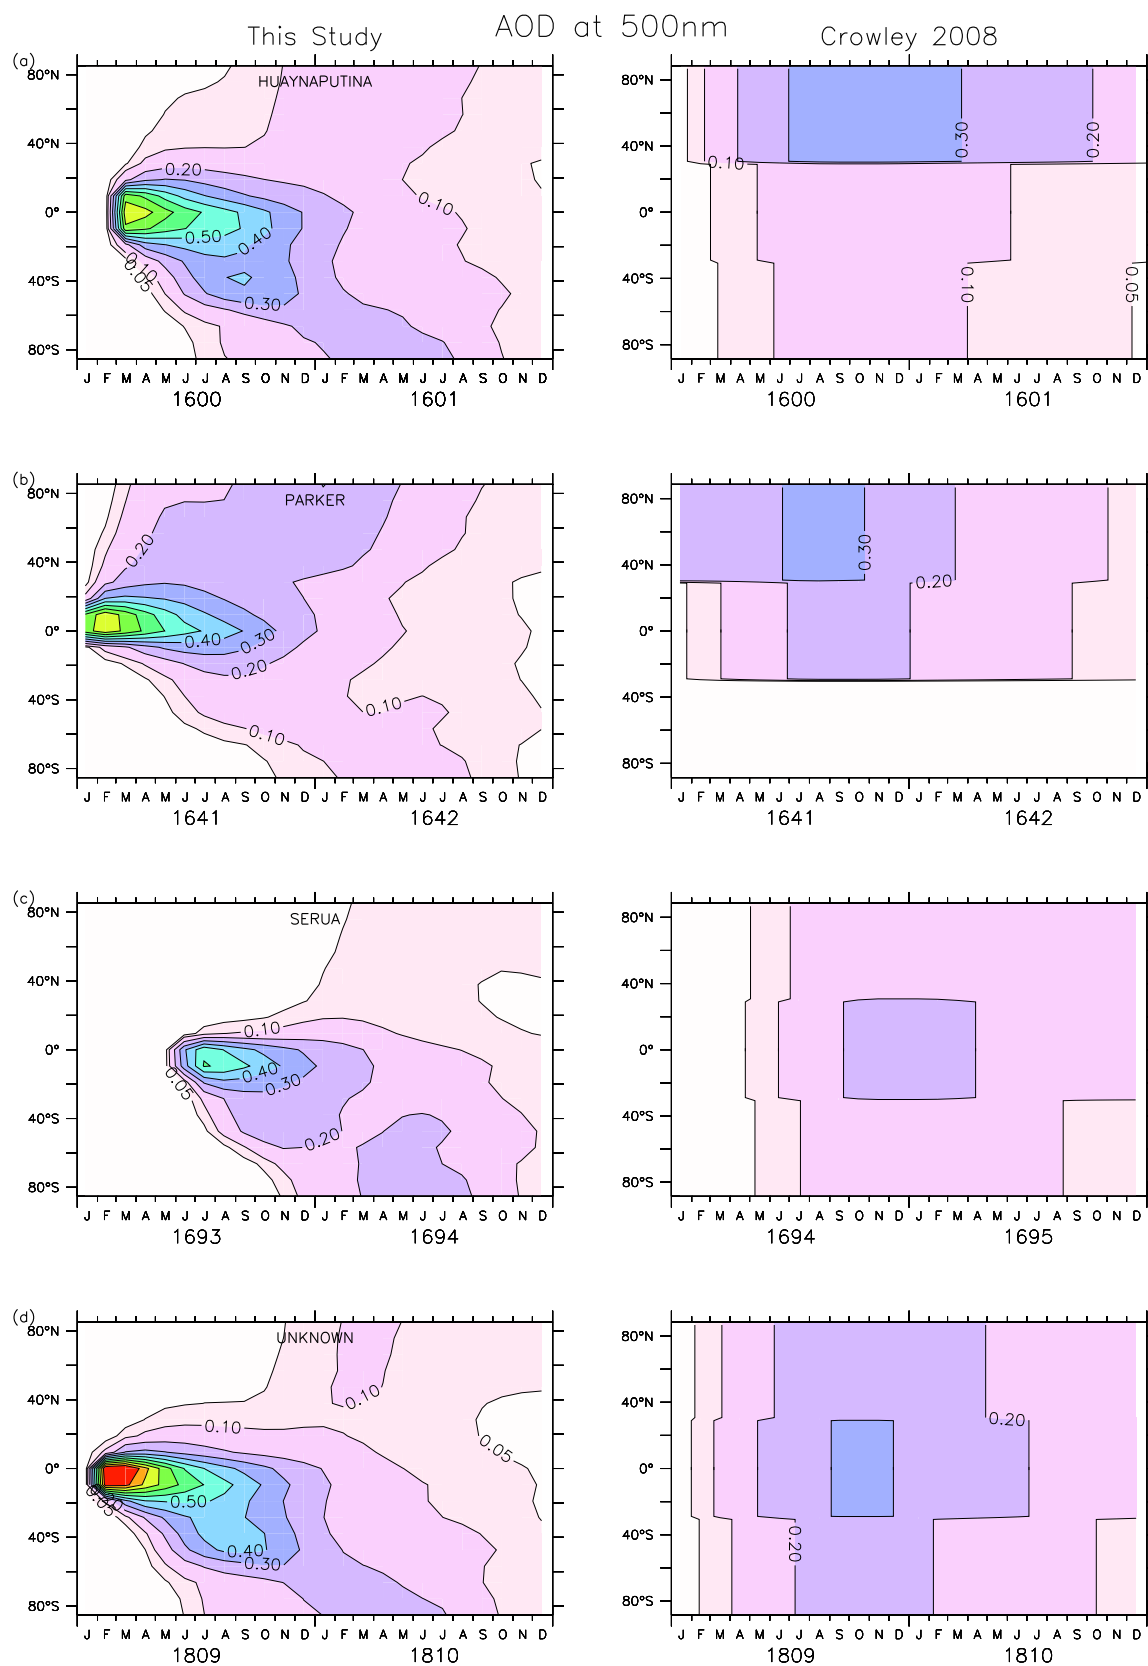 AOD at 500nm
This Study
Crowley 2008
(a)
HUAYNAPUTINA
80°N
40°N
0°
40°S
80°S
0.20
0.10
0.50
0.40
0.10
0.05
0.30
J F M A M J J A S O N D J F M A M J J A S O N D
1600 1601
80°N
40°N
0°
40°S
80°S
0.30
0.20
0.10
0.10
0.05
J F M A M J J A S O N D J F M A M J J A S O N D
1600 1601
(b)
PARKER
80°N
40°N
0°
40°S
80°S
0.20
0.40
0.30
0.20
0.10
0.10
J F M A M J J A S O N D J F M A M J J A S O N D
1641 1642
80°N
40°N
0°
40°S
80°S
0.30
0.20
J F M A M J J A S O N D J F M A M J J A S O N D
1641 1642
(c)
SERUA
80°N
40°N
0°
40°S
80°S
0.10
0.40
0.30
0.05
0.20
J F M A M J J A S O N D J F M A M J J A S O N D
1693 1694
80°N
40°N
0°
40°S
80°S
J F M A M J J A S O N D J F M A M J J A S O N D
1694 1695
(d)
UNKNOWN
80°N
40°N
0°
40°S
80°S
0.10
0.10
0.05
0.50
0.40
0.30
J F M A M J J A S O N D J F M A M J J A S O N D
1809 1810
80°N
40°N
0°
40°S
80°S
0.20
0.20
J F M A M J J A S O N D J F M A M J J A S O N D
1809 1810